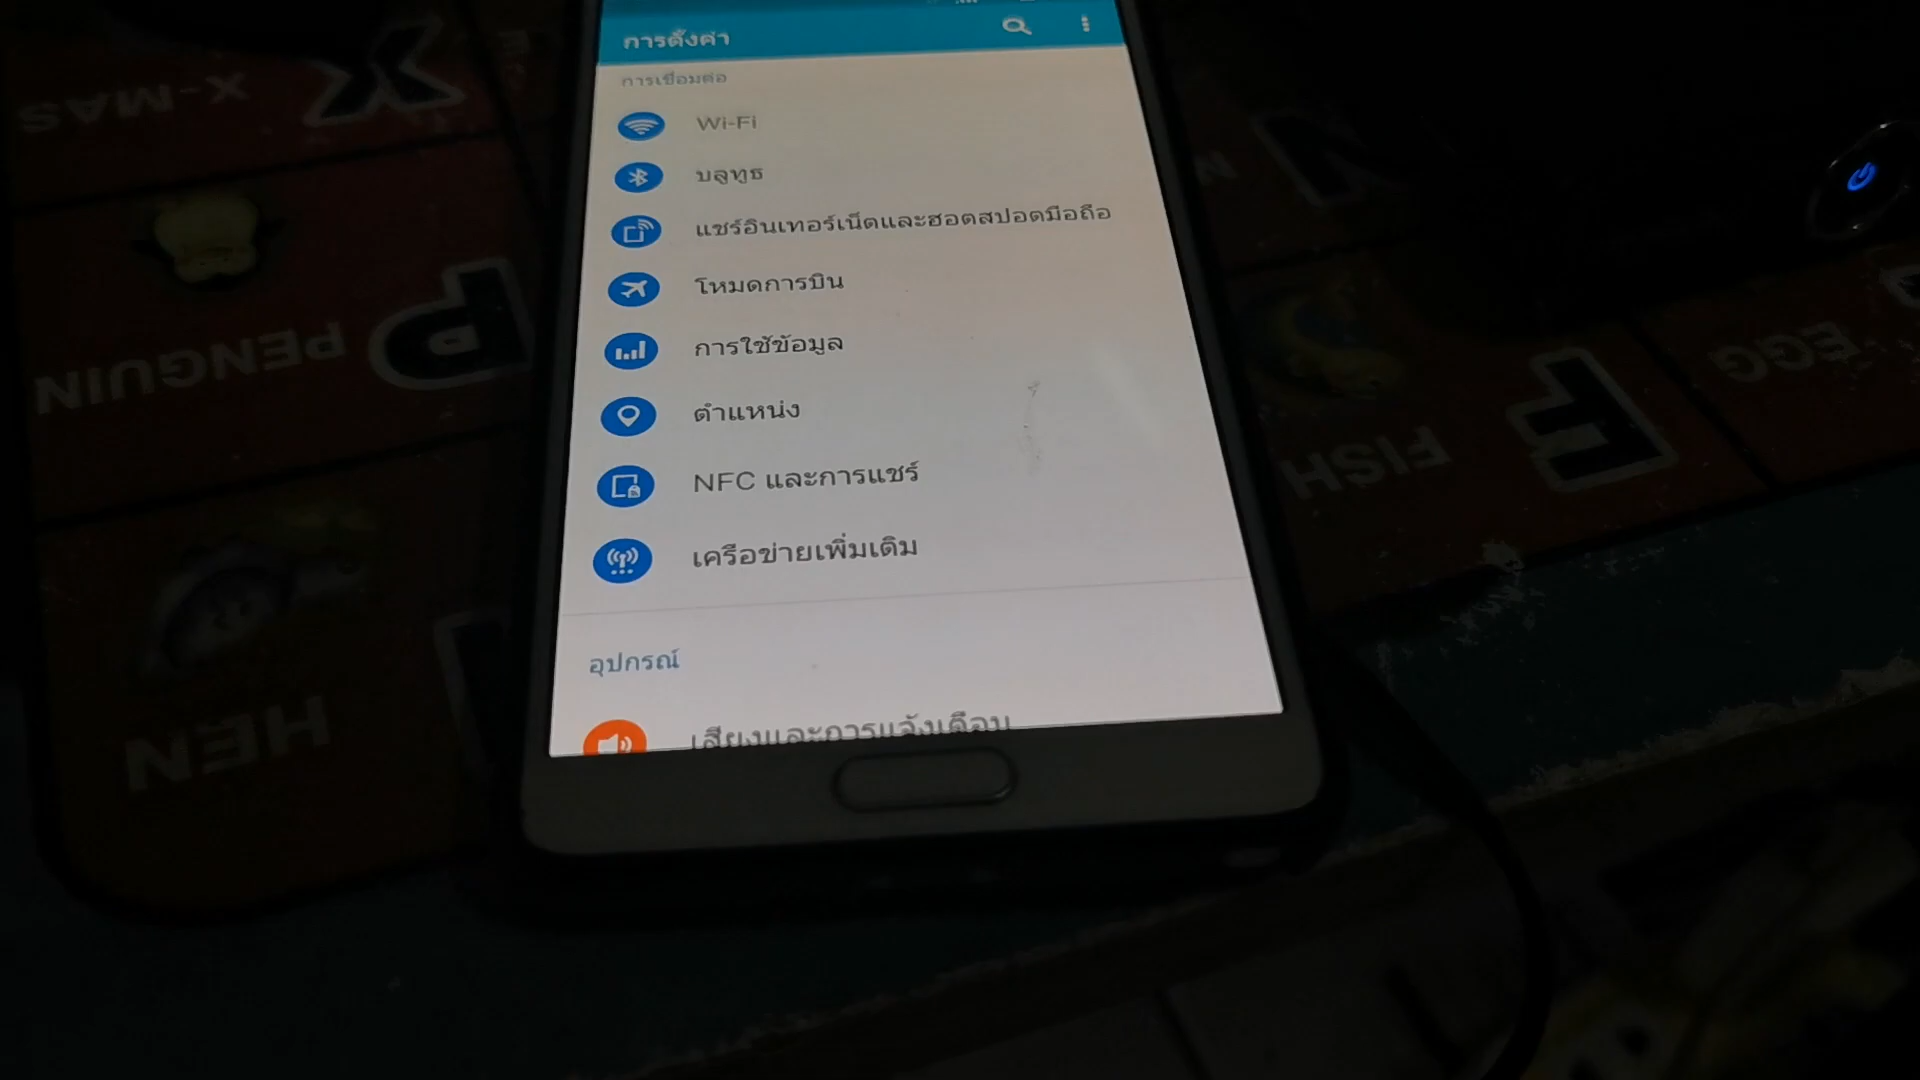 การตั้งค่า
การเชื่อมต่อ
Wi-Fi
บลูทูธ
แชร์อินเทอร์เน็ตและฮอตสปอตมือถือ
โหมดการบิน
การใช้ข้อมูล
ตำแหน่ง
NFC และการแชร์
เครือข่ายเพิ่มเติม
อุปกรณ์
เสียงและการแจ้งเตือน
X-MAS
X
PENGUIN
P
HEN
FISH
F
EGG